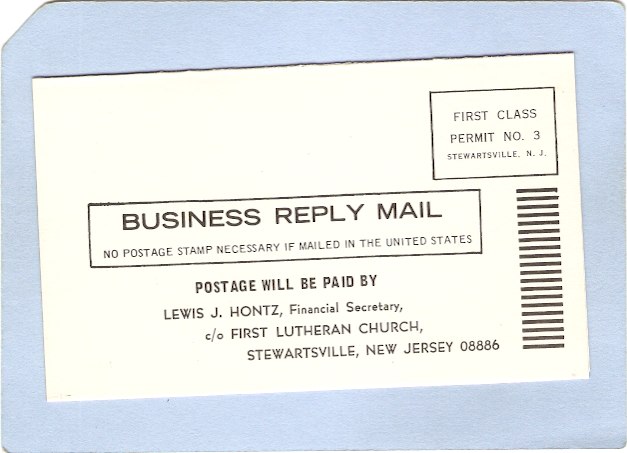 FIRST CLASS
PERMIT NO. 3
STEWARTSVILLE, N. J.
BUSINESS REPLY MAIL
NO POSTAGE STAMP NECESSARY IF MAILED IN THE UNITED STATES
POSTAGE WILL BE PAID BY
LEWIS J. HONTZ, Financial Secretary,
c/o FIRST LUTHERAN CHURCH,
STEWARTSVILLE, NEW JERSEY 08886